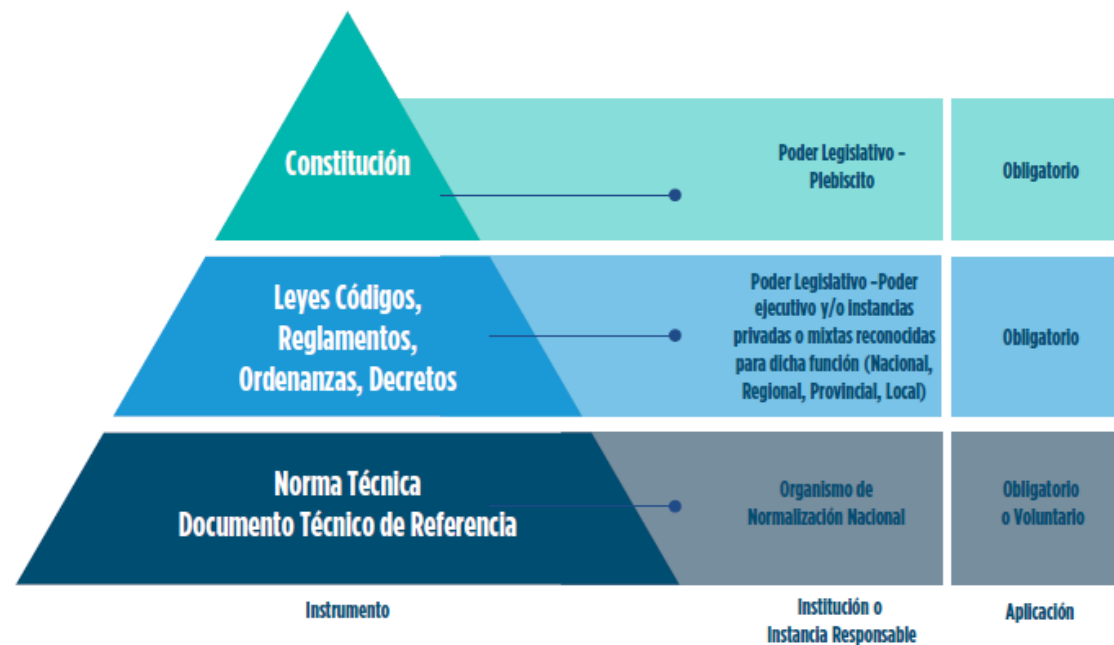 Constitución
Poder Legislativo -
Plebiscito
Obligatorio
Leyes Códigos,
Reglamentos,
Ordenanzas, Decretos
Poder Legislativo -Poder
ejecutivo y/o instancias
privadas o mixtas reconocidas
para dicha función (Nacional,
Regional, Provincial, Local)
Obligatorio
Norma Técnica
Documento Técnico de Referencia
Organismo de
Normalización Nacional
Obligatorio
o Voluntario
Instrumento
Institución o
Instancia Responsable
Aplicación